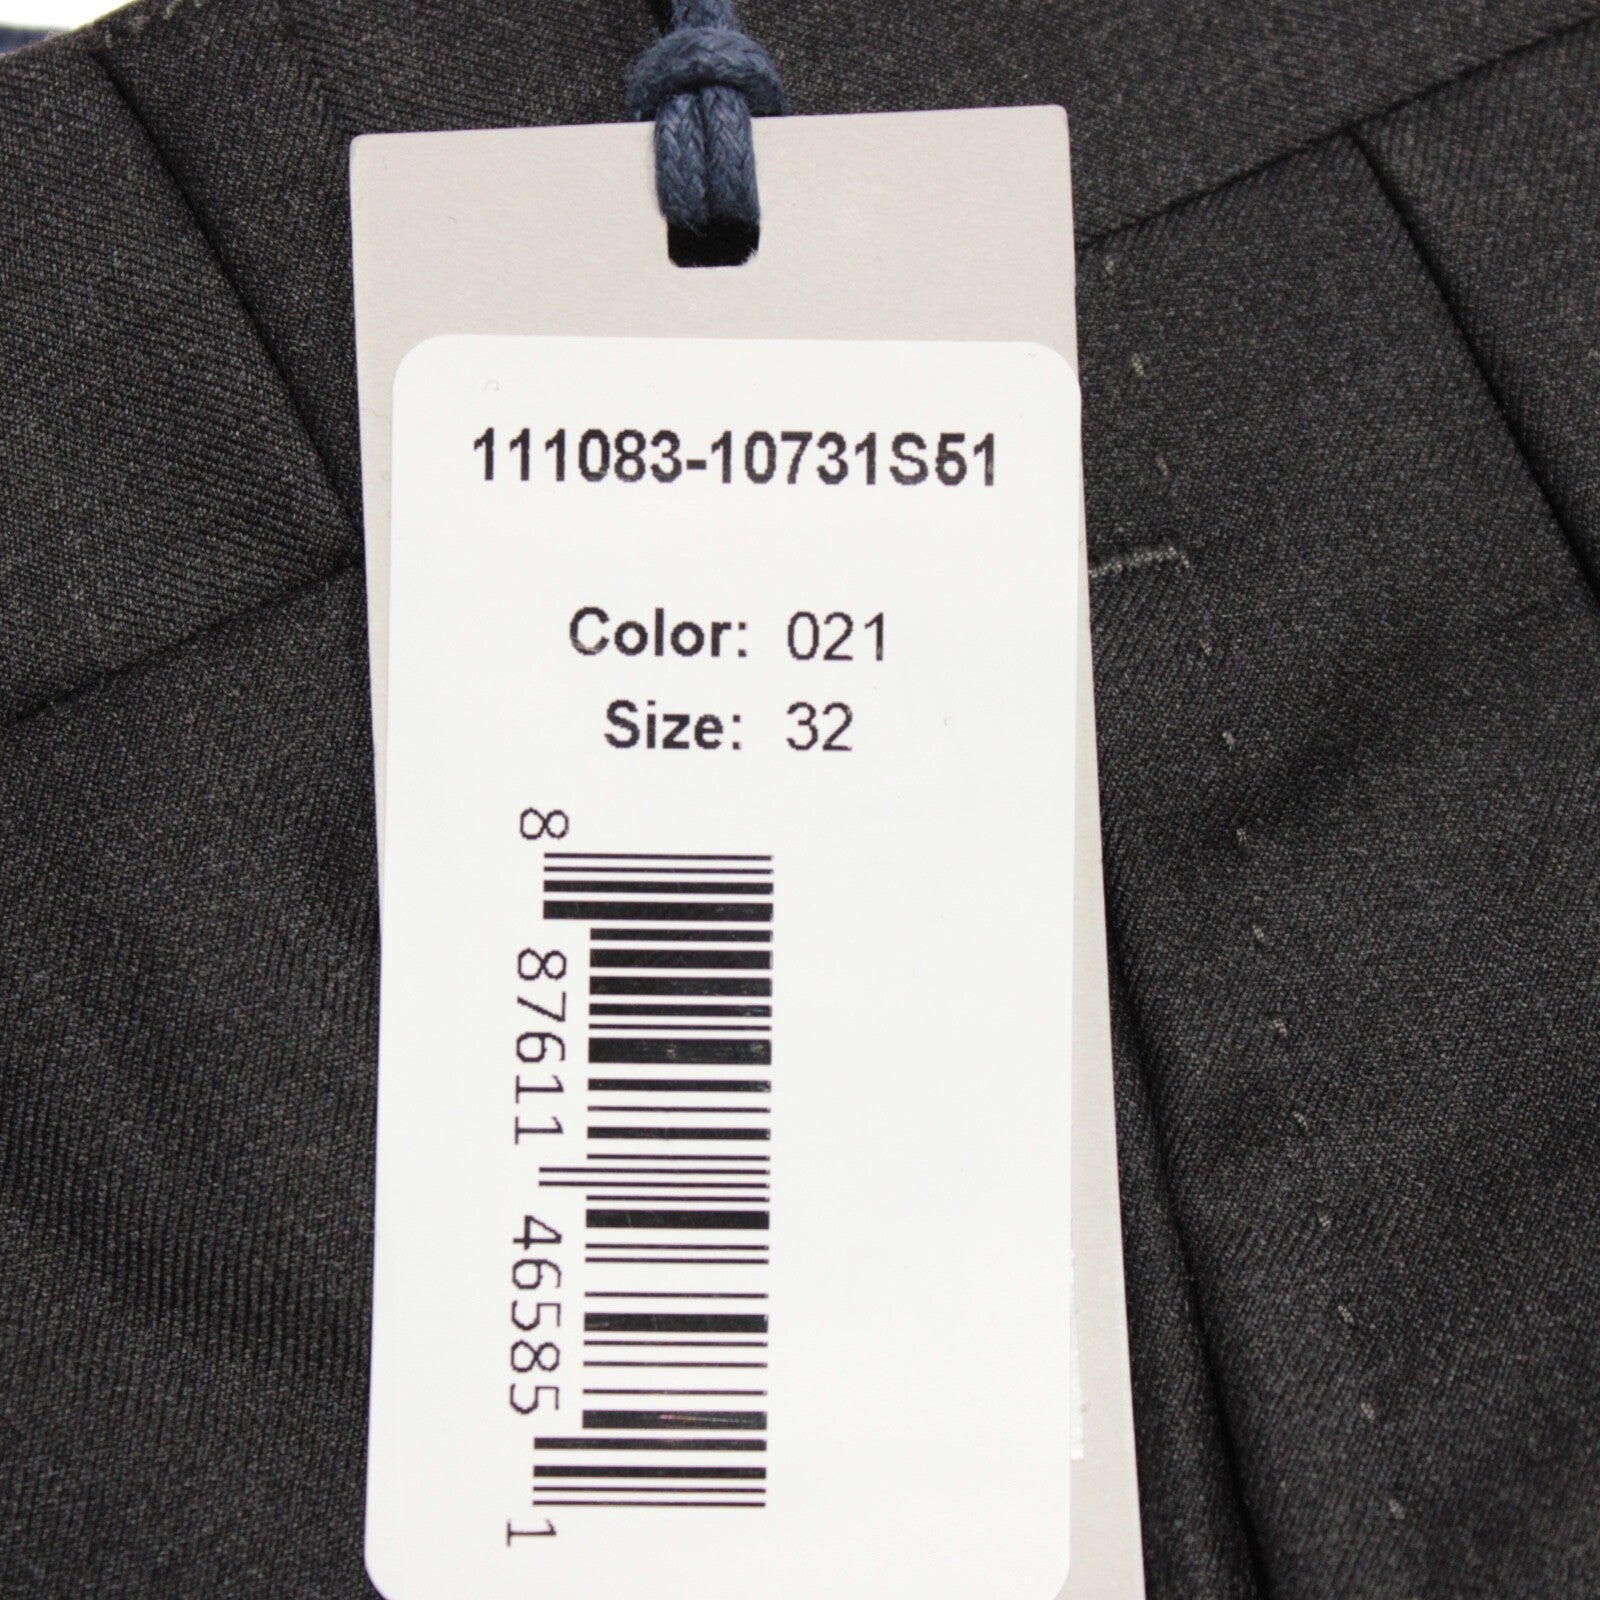 111083-10731S51
Color: 021
Size: 32
8 87611 46585 1